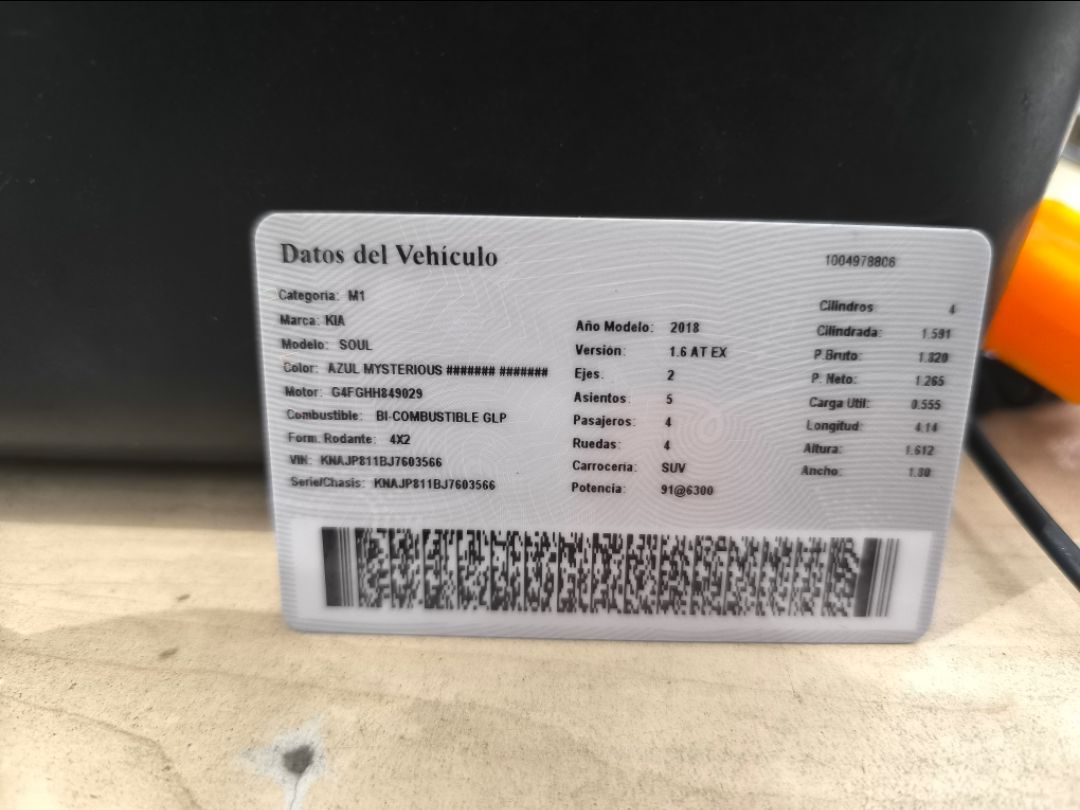 Datos del Vehículo
1004978806
Categoria: M1
Marca: KIA
Modelo: SOUL
Color: AZUL MYSTERIOUS ####### #######
Motor: G4FGHH849029
Combustible: BI-COMBUSTIBLE GLP
Form. Rodante: 4X2
VIN: KNAJP811BJ7603566
Serie/Chasis: KNAJP811BJ7603566
Año Modelo: 2018
Versión: 1.6 AT EX
Ejes: 2
Asientos: 5
Pasajeros: 4
Ruedas: 4
Carrocería: SUV
Potencia: 91@6300
Cilindros: 4
Cilindrada: 1.591
P.Bruto: 1.820
P. Neto: 1.265
Carga Util: 0.555
Longitud: 4.14
Altura: 1.612
Ancho: 1.80